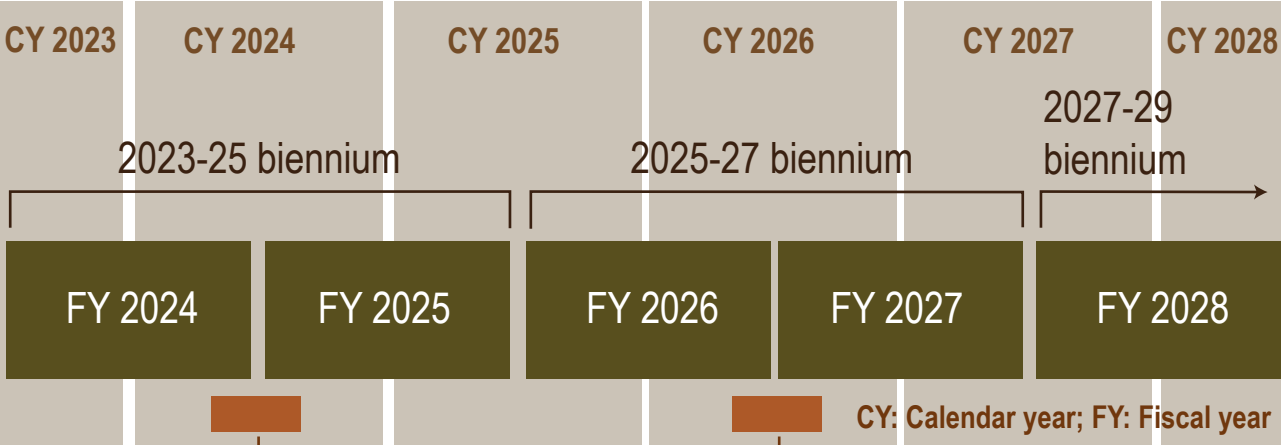 CY 2023 CY 2024 CY 2025 CY 2026 CY 2027 CY 2028
2023-25 biennium
2025-27 biennium
2027-29
biennium
FY 2024 FY 2025 FY 2026 FY 2027 FY 2028
CY: Calendar year; FY: Fiscal year